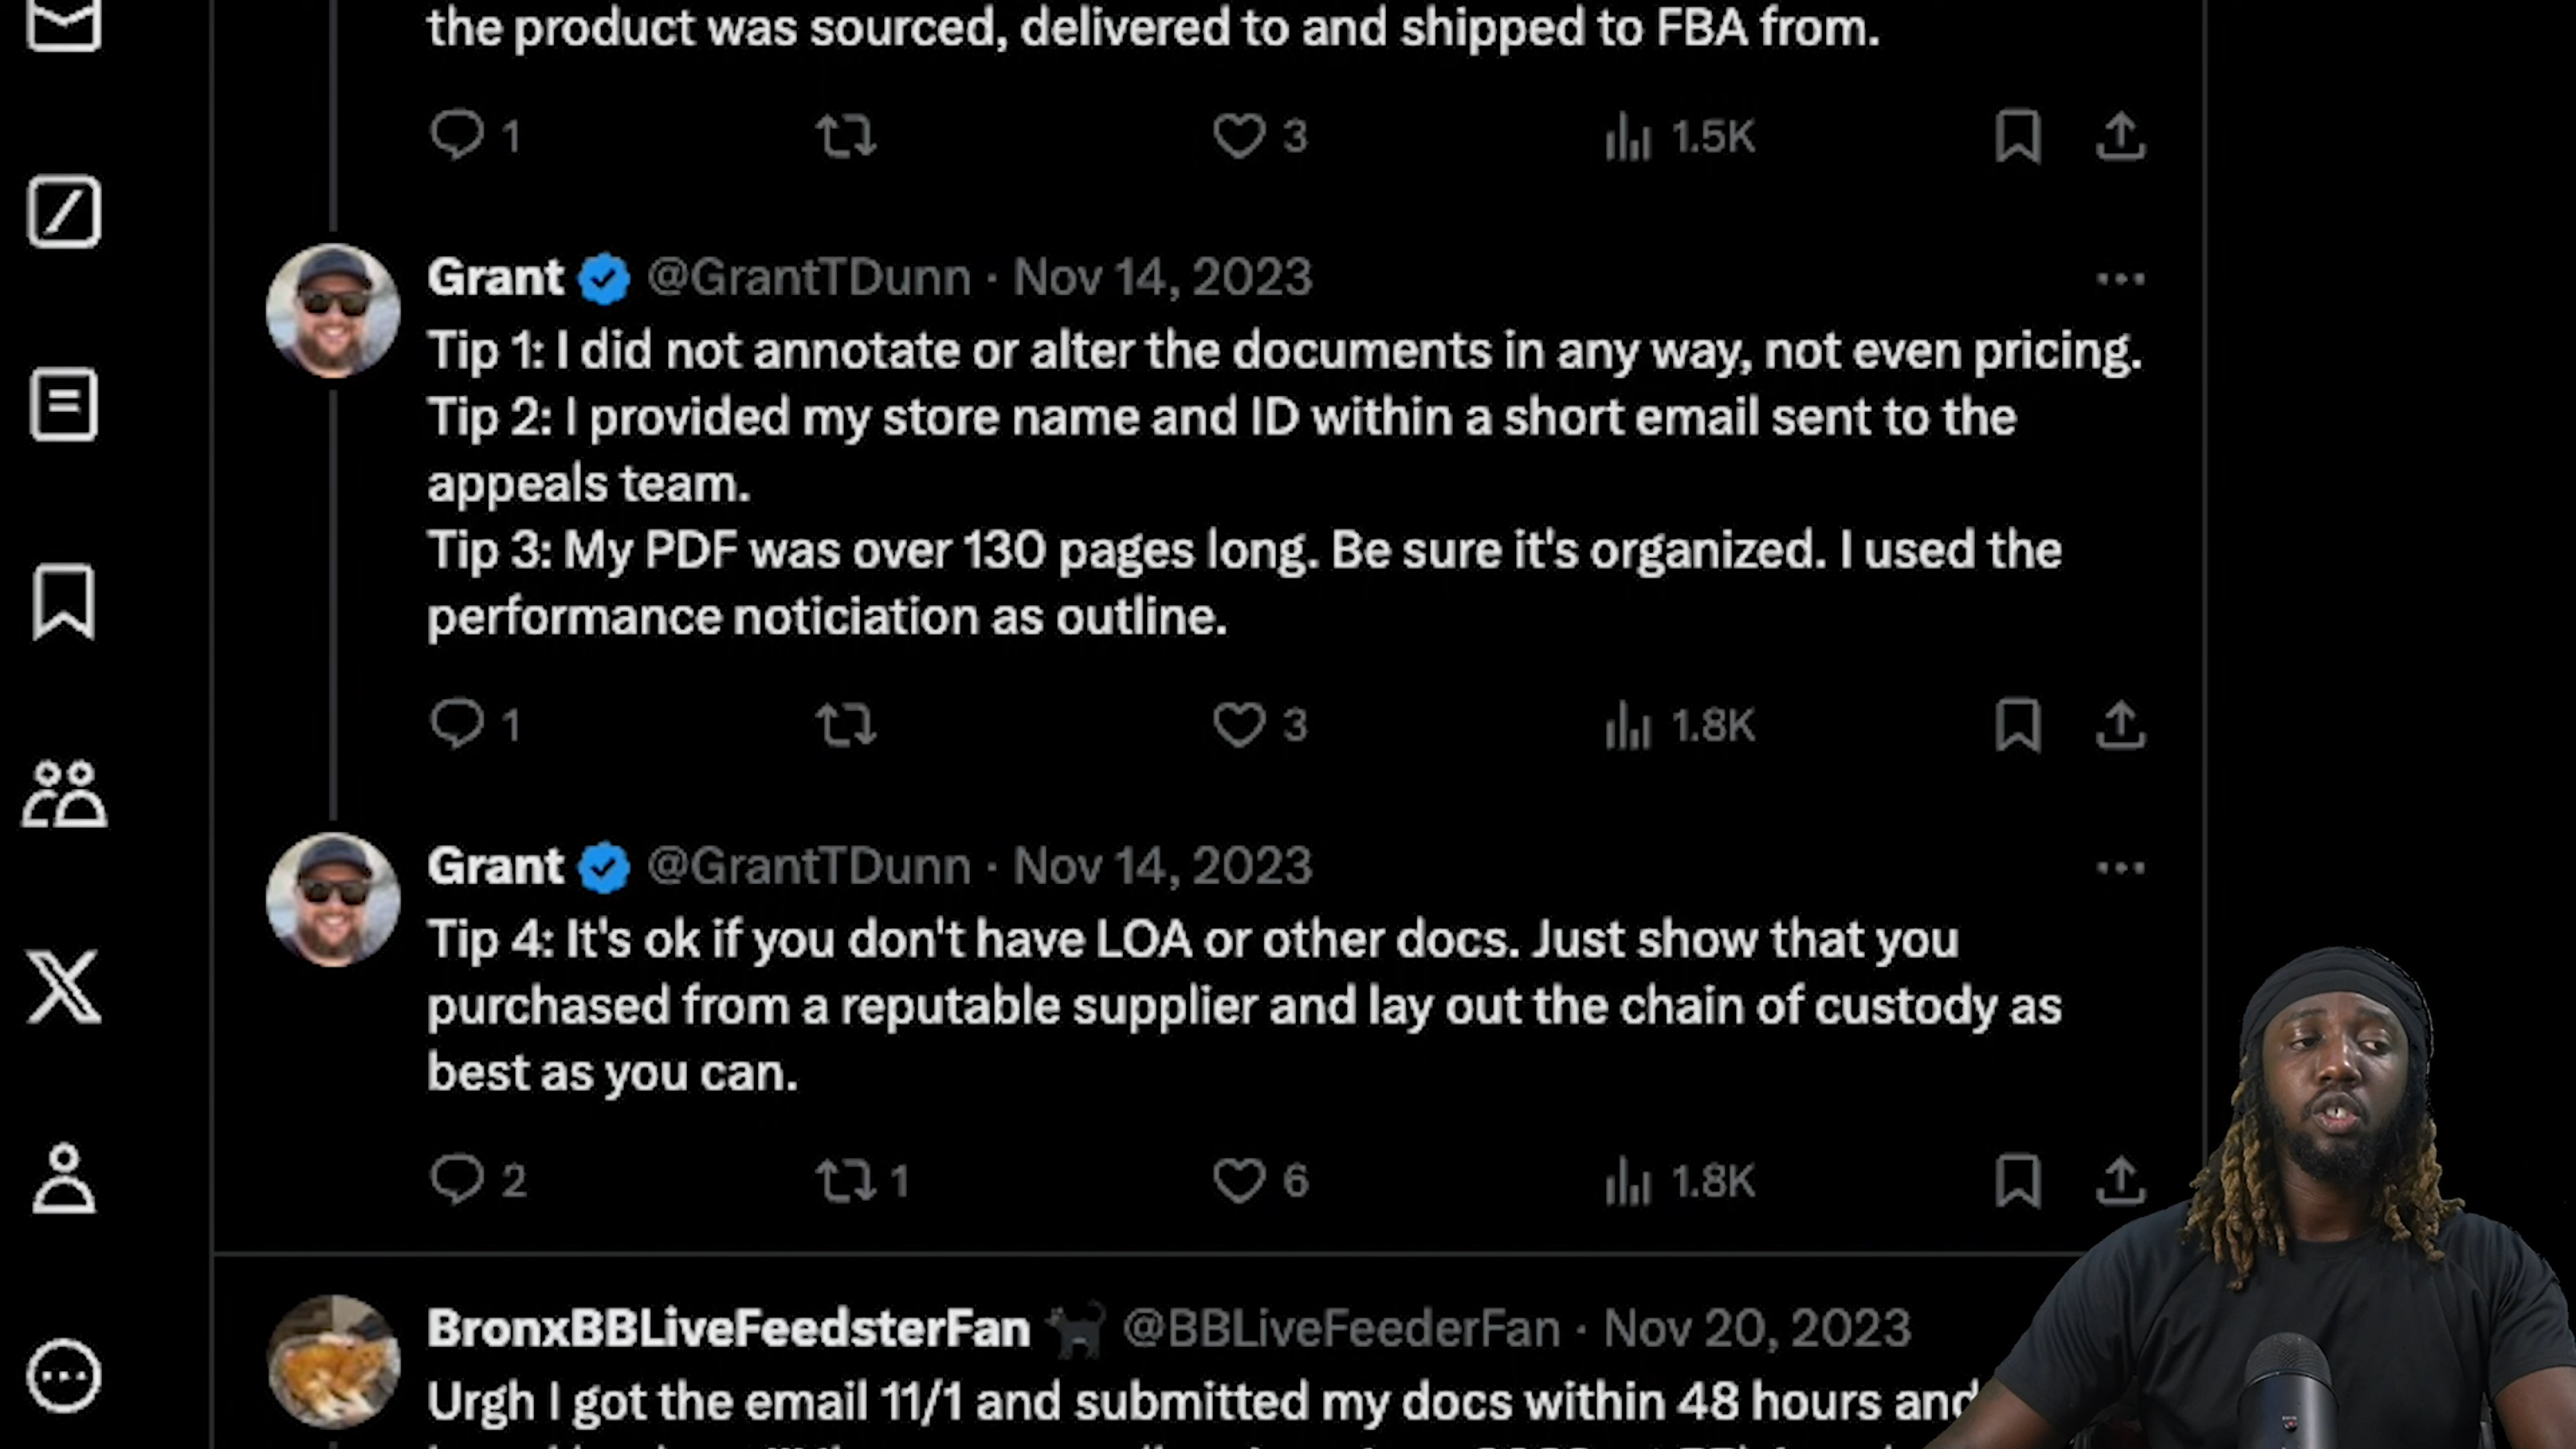 the product was sourced, delivered to and shipped to FBA from.
1 3 1.5K
Grant @GrantTDunn · Nov 14, 2023
Tip 1: I did not annotate or alter the documents in any way, not even pricing.
Tip 2: I provided my store name and ID within a short email sent to the
appeals team.
Tip 3: My PDF was over 130 pages long. Be sure it's organized. I used the
performance noticiation as outline.
1 3 1.8K
Grant @GrantTDunn · Nov 14, 2023
Tip 4: It's ok if you don't have LOA or other docs. Just show that you
purchased from a reputable supplier and lay out the chain of custody as
best as you can.
2 1 6 1.8K
BronxBBLiveFeedsterFan @BBLiveFeederFan · Nov 20, 2023
Urgh I got the email 11/1 and submitted my docs within 48 hours and